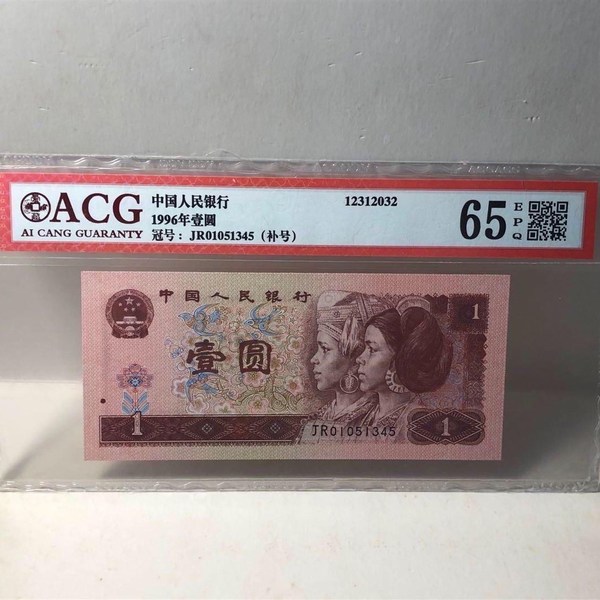 ACG
AI CANG GUARANTY
中国人民银行
1996年壹圆
冠号：JR01051345（补号）
12312032
65
EPQ
中国人民银行
壹圆
1
1
JR01051345
1